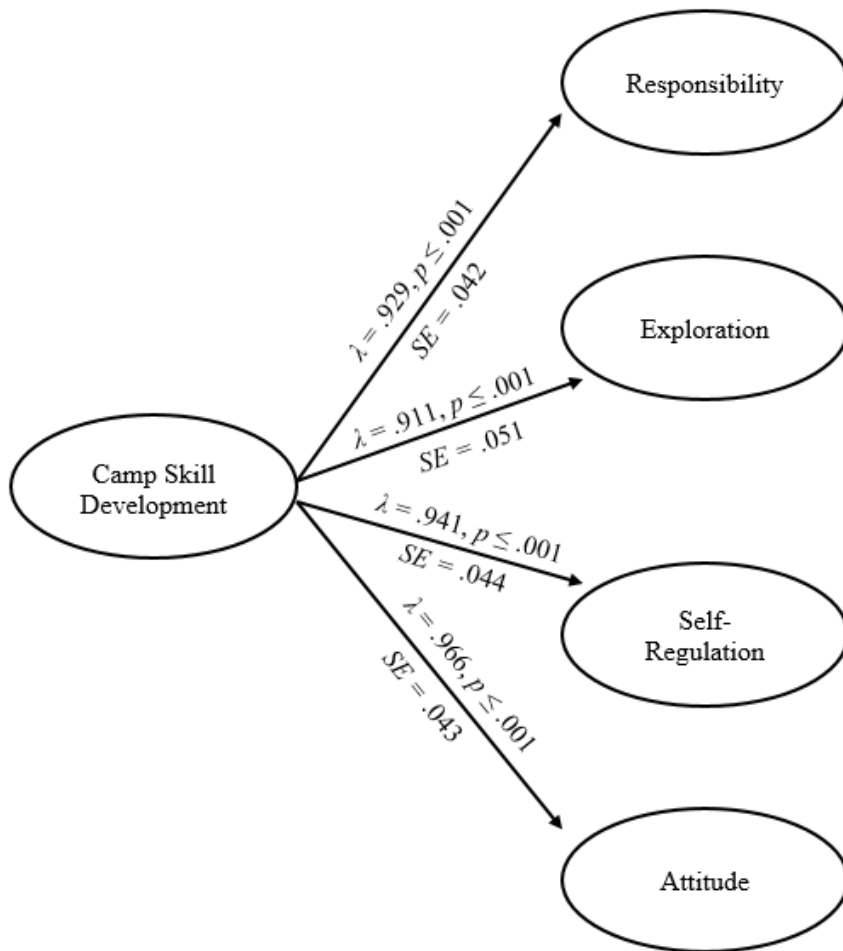 Responsibility
λ = .929, p ≤ .001
SE = .042
Exploration
λ = .911, p ≤ .001
SE = .051
Camp Skill
Development
λ = .941, p ≤ .001
SE = .044
λ = .966, p ≤ .001
SE = .043
Self-
Regulation
Attitude